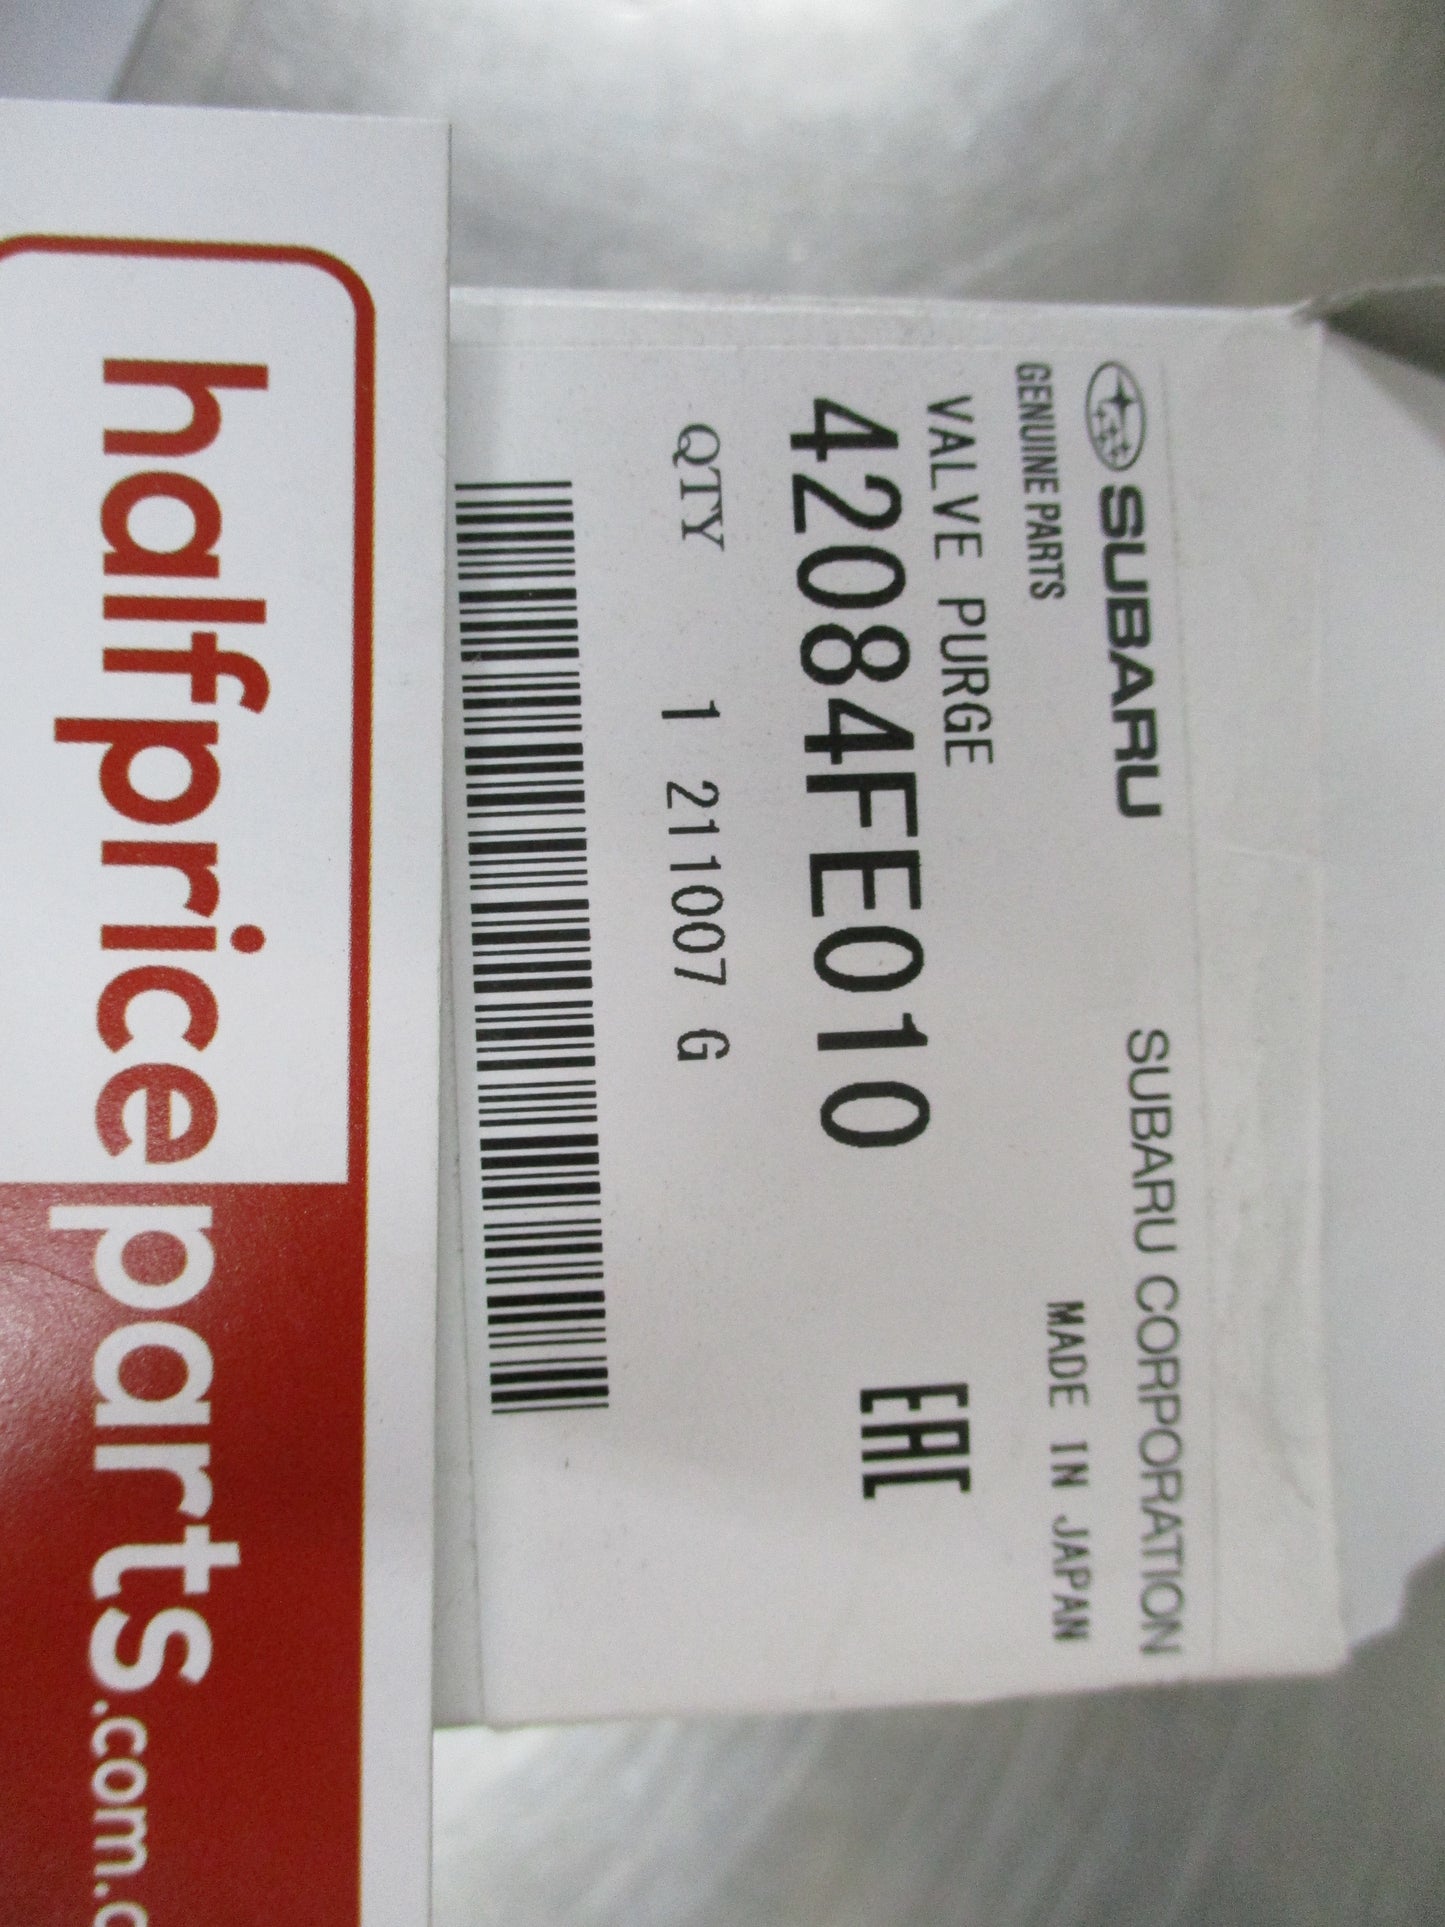 SUBARU
SUBARU CORPORATION
GENUINE PARTS
MADE IN JAPAN
VALVE PURGE
42084FE010
EAC
QTY 1 211007 G
halfpriceparts.com.